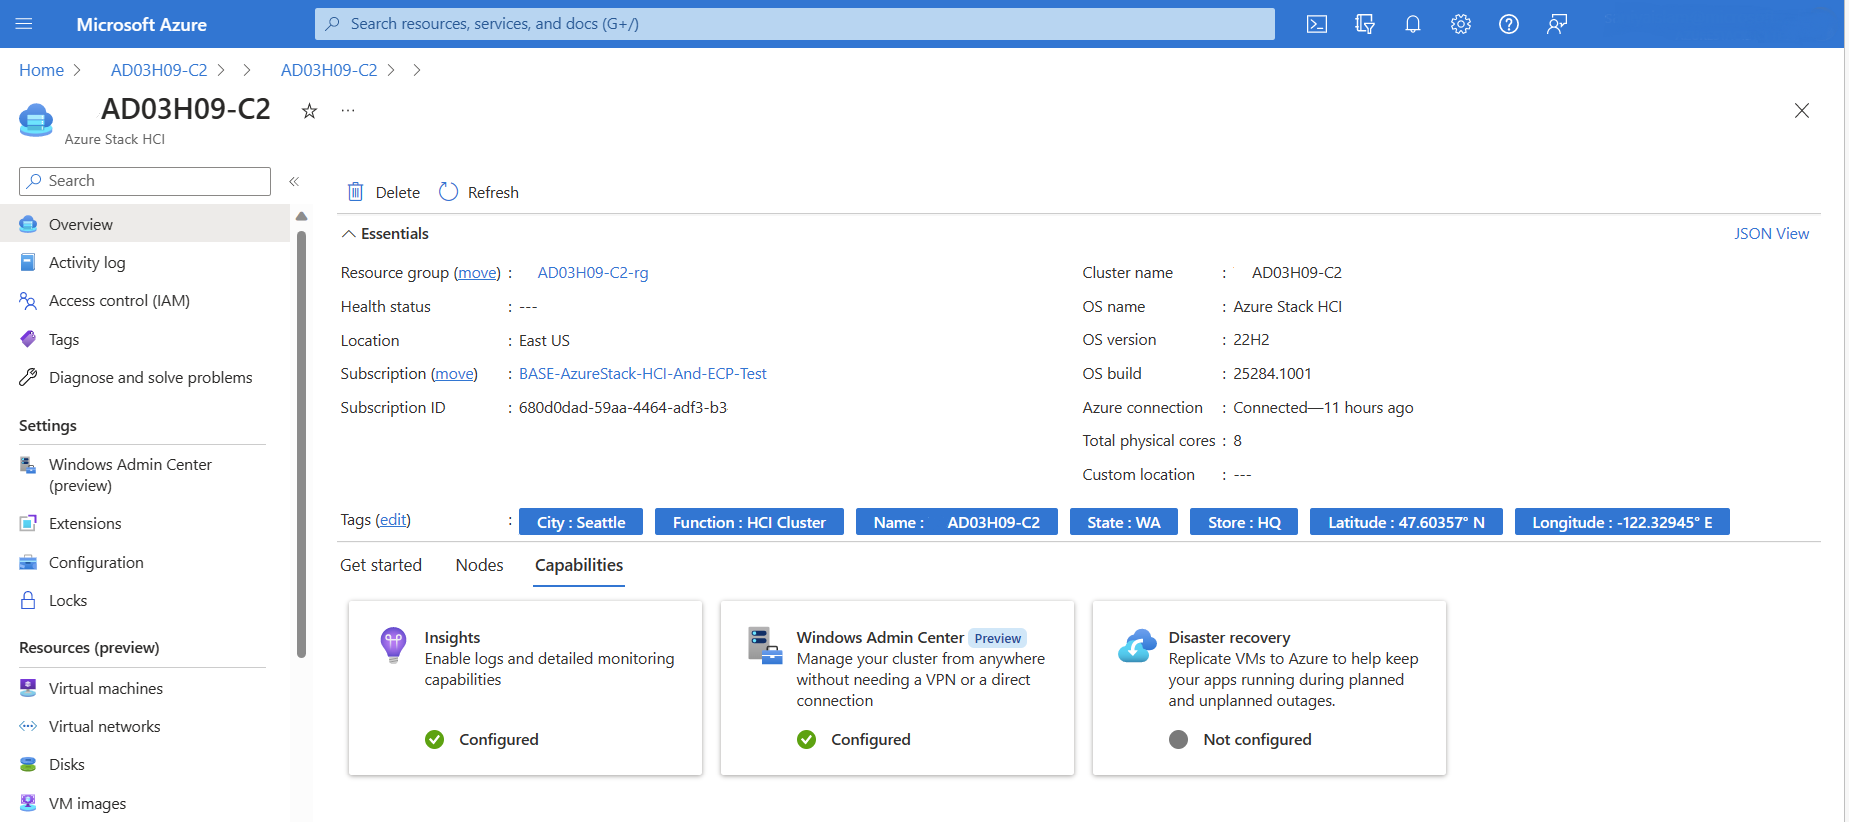 Microsoft Azure
Search resources, services, and docs (G+/)
Home > AD03H09-C2 > > AD03H09-C2 > >
AD03H09-C2
Azure Stack HCI
Search
Overview
Activity log
Access control (IAM)
Tags
Diagnose and solve problems
Settings
Windows Admin Center
(preview)
Extensions
Configuration
Locks
Resources (preview)
Virtual machines
Virtual networks
Disks
VM images
Delete Refresh
Essentials
JSON View
Resource group (move) : AD03H09-C2-rg
Health status : ---
Location : East US
Subscription (move) : BASE-AzureStack-HCI-And-ECP-Test
Subscription ID : 680d0dad-59aa-4464-adf3-b3
Cluster name : AD03H09-C2
OS name : Azure Stack HCI
OS version : 22H2
OS build : 25284.1001
Azure connection : Connected—11 hours ago
Total physical cores : 8
Custom location : ---
Tags (edit) : City : Seattle Function : HCI Cluster Name : AD03H09-C2 State : WA Store : HQ Latitude : 47.60357° N Longitude : -122.32945° E
Get started Nodes Capabilities
Insights
Enable logs and detailed monitoring
capabilities
Configured
Windows Admin Center Preview
Manage your cluster from anywhere
without needing a VPN or a direct
connection
Configured
Disaster recovery
Replicate VMs to Azure to help keep
your apps running during planned
and unplanned outages.
Not configured